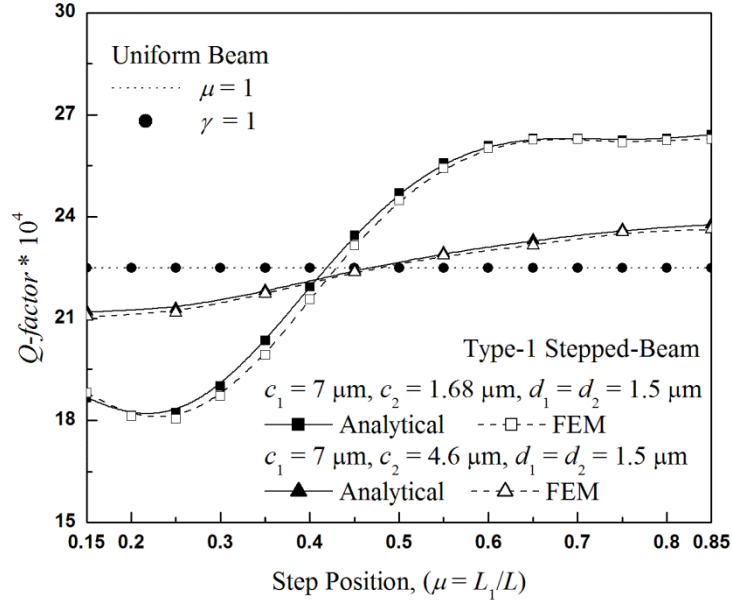 30
27
24
21
18
15
Q-factor * 10^4
Uniform Beam
μ = 1
γ = 1
Type-1 Stepped-Beam
c₁ = 7 μm, c₂ = 1.68 μm, d₁ = d₂ = 1.5 μm
Analytical FEM
c₁ = 7 μm, c₂ = 4.6 μm, d₁ = d₂ = 1.5 μm
Analytical FEM
0.15 0.2 0.3 0.4 0.5 0.6 0.7 0.8 0.85
Step Position, (μ = L₁/L)